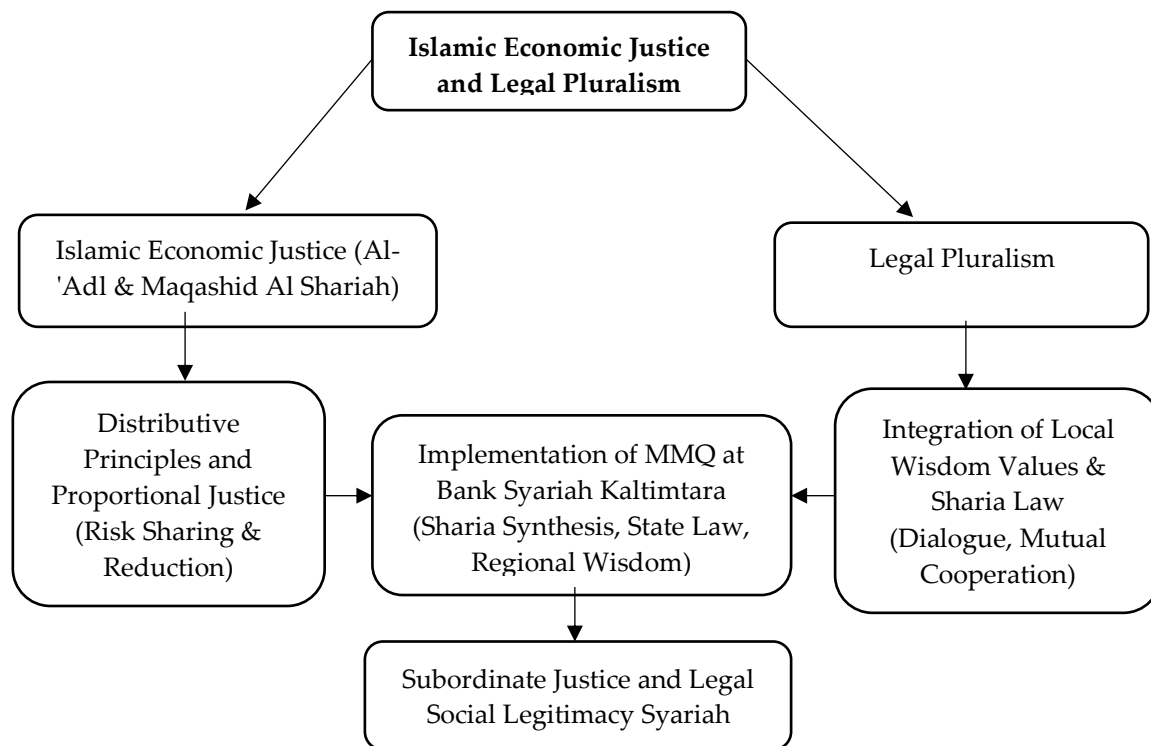 Islamic Economic Justice
and Legal Pluralism
Islamic Economic Justice (Al-
'Adl & Maqashid Al Shariah)
Legal Pluralism
Distributive
Principles and
Proportional Justice
(Risk Sharing &
Reduction)
Implementation of MMQ at
Bank Syariah Kaltimtara
(Sharia Synthesis, State Law,
Regional Wisdom)
Integration of Local
Wisdom Values &
Sharia Law
(Dialogue, Mutual
Cooperation)
Subordinate Justice and Legal
Social Legitimacy Syariah